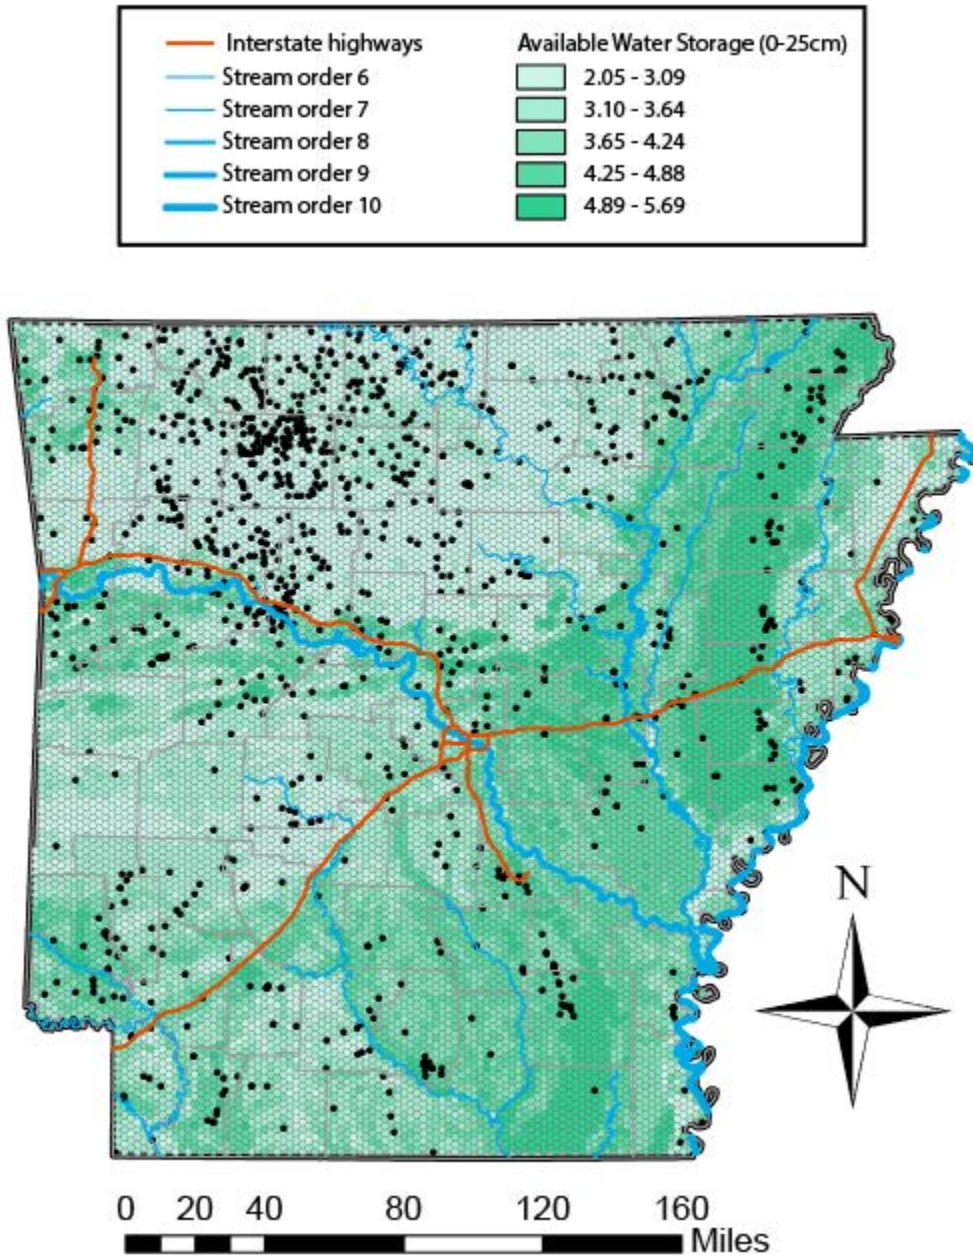 Interstate highways
Stream order 6
Stream order 7
Stream order 8
Stream order 9
Stream order 10
Available Water Storage (0-25cm)
2.05 - 3.09
3.10 - 3.64
3.65 - 4.24
4.25 - 4.88
4.89 - 5.69
N
0 20 40 80 120 160
Miles